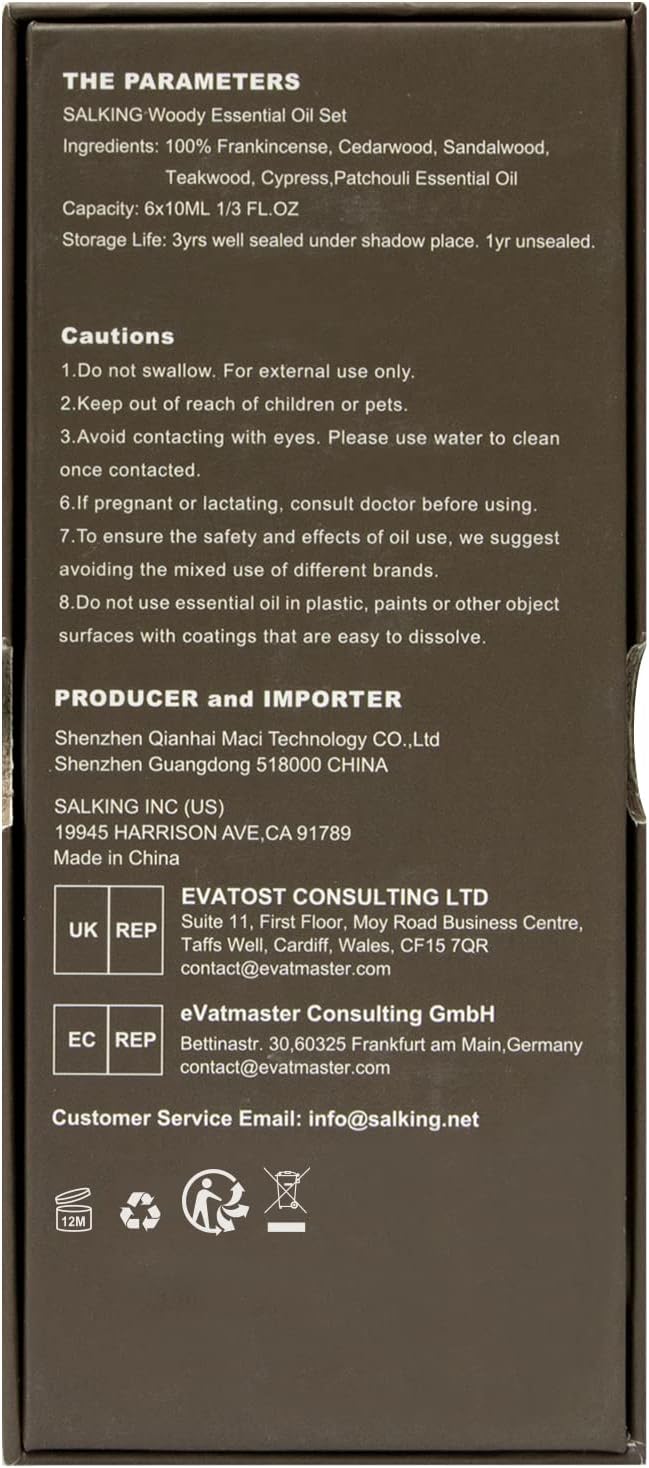 THE PARAMETERS
SALKING Woody Essential Oil Set
Ingredients: 100% Frankincense, Cedarwood, Sandalwood,
Teakwood, Cypress,Patchouli Essential Oil
Capacity: 6x10ML 1/3 FL.OZ
Storage Life: 3yrs well sealed under shadow place. 1yr unsealed.
Cautions
1.Do not swallow. For external use only.
2.Keep out of reach of children or pets.
3.Avoid contacting with eyes. Please use water to clean
once contacted.
6.If pregnant or lactating, consult doctor before using.
7.To ensure the safety and effects of oil use, we suggest
avoiding the mixed use of different brands.
8.Do not use essential oil in plastic, paints or other object
surfaces with coatings that are easy to dissolve.
PRODUCER and IMPORTER
Shenzhen Qianhai Maci Technology CO.,Ltd
Shenzhen Guangdong 518000 CHINA
SALKING INC (US)
19945 HARRISON AVE,CA 91789
Made in China
UK REP
EVATOST CONSULTING LTD
Suite 11, First Floor, Moy Road Business Centre,
Taffs Well, Cardiff, Wales, CF15 7QR
contact@evatmaster.com
EC REP
eVatmaster Consulting GmbH
Bettinastr. 30,60325 Frankfurt am Main,Germany
contact@evatmaster.com
Customer Service Email: info@salking.net
12M